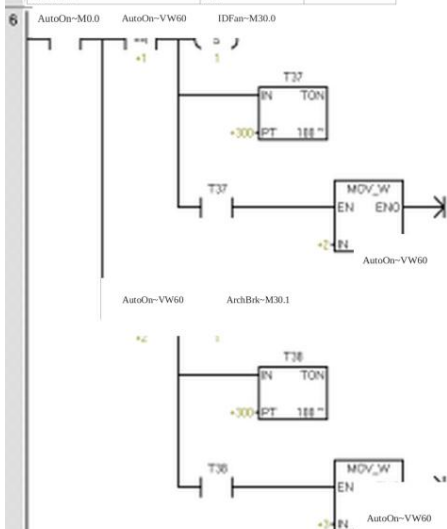 6 AutoOn~M0.0 AutoOn~VW60 IDFan~M30.0
+1 1
T37
IN TON
+300 PT 100~
T37 MOV_W
EN ENO
+2 IN
AutoOn~VW60
AutoOn~VW60 ArchBrk~M30.1
+2 1
T38
IN TON
+300 PT 100~
T38 MOV_W
EN
+3 IN AutoOn~VW60